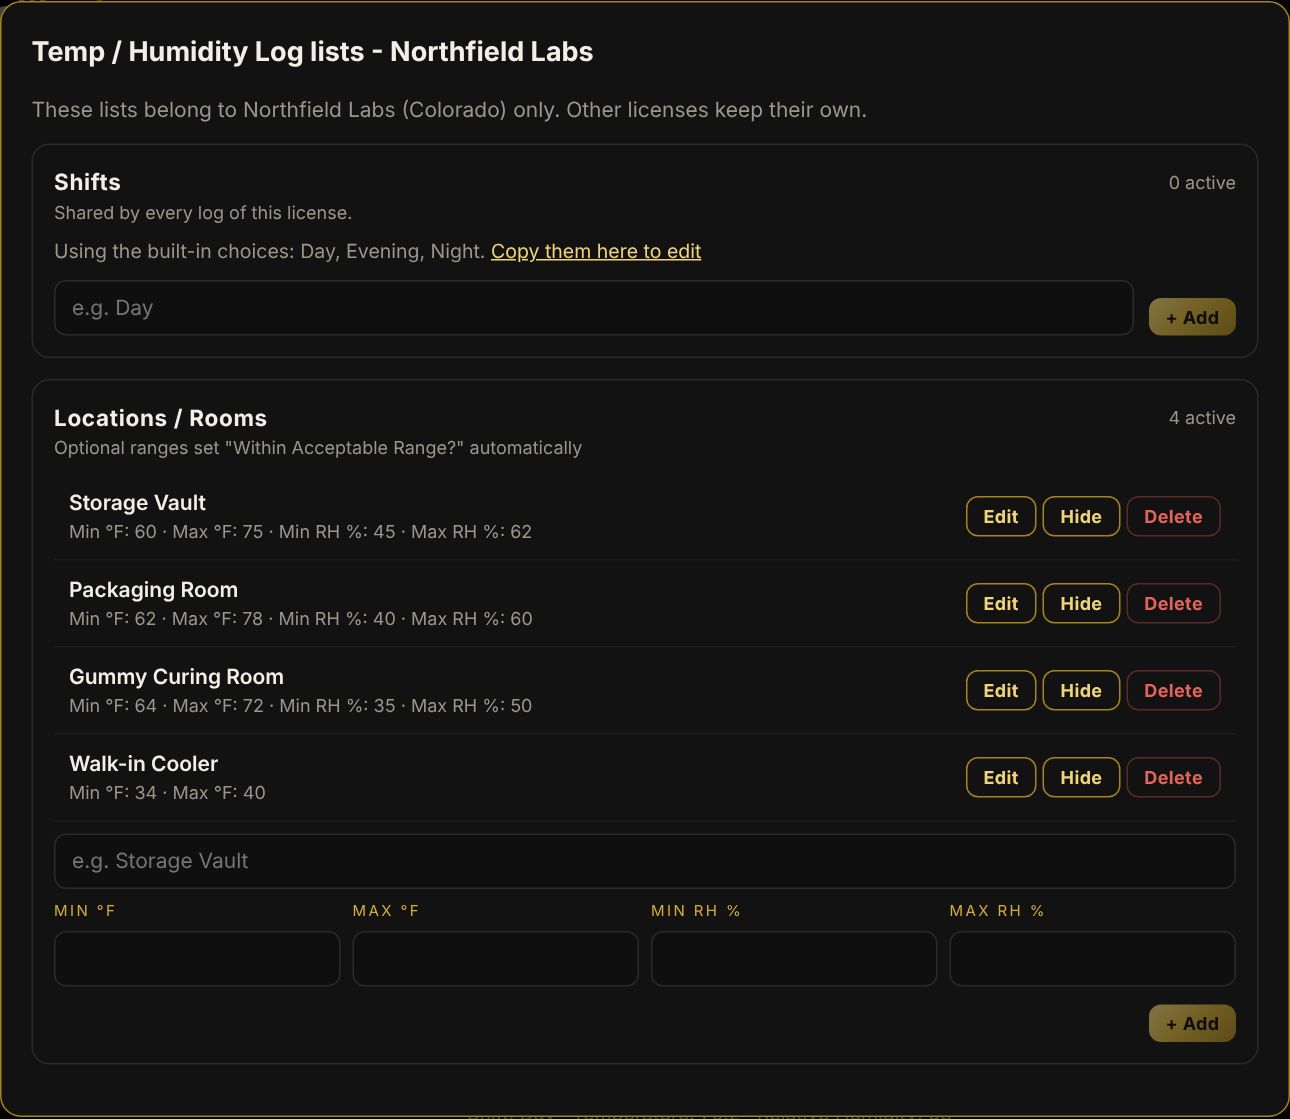 Temp / Humidity Log lists - Northfield Labs
These lists belong to Northfield Labs (Colorado) only. Other licenses keep their own.
Shifts
0 active
Shared by every log of this license.
Using the built-in choices: Day, Evening, Night. Copy them here to edit
e.g. Day
+ Add
Locations / Rooms
4 active
Optional ranges set "Within Acceptable Range?" automatically
Storage Vault
Min °F: 60 · Max °F: 75 · Min RH %: 45 · Max RH %: 62
Edit Hide Delete
Packaging Room
Min °F: 62 · Max °F: 78 · Min RH %: 40 · Max RH %: 60
Edit Hide Delete
Gummy Curing Room
Min °F: 64 · Max °F: 72 · Min RH %: 35 · Max RH %: 50
Edit Hide Delete
Walk-in Cooler
Min °F: 34 · Max °F: 40
Edit Hide Delete
e.g. Storage Vault
MIN °F MAX °F MIN RH % MAX RH %
+ Add